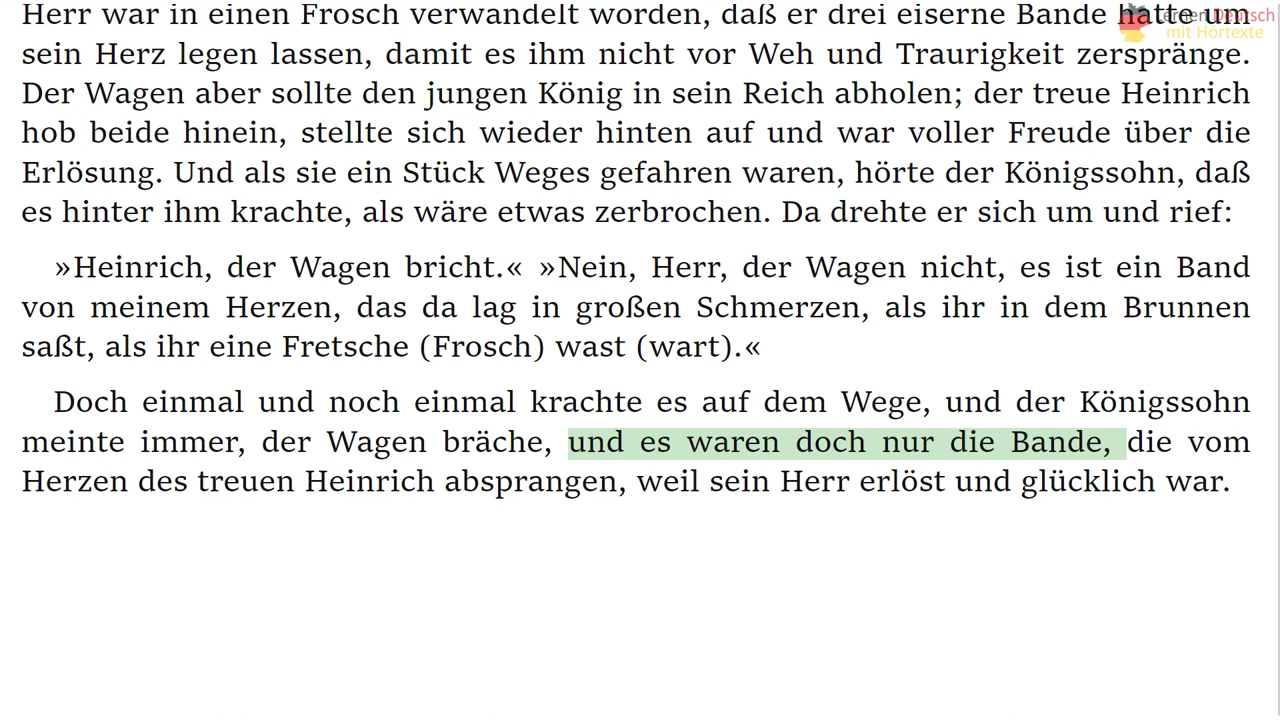 Herr war in einen Frosch verwandelt worden, daß er drei eiserne Bande hatte um
sein Herz legen lassen, damit es ihm nicht vor Weh und Traurigkeit zerspränge.
Der Wagen aber sollte den jungen König in sein Reich abholen; der treue Heinrich
hob beide hinein, stellte sich wieder hinten auf und war voller Freude über die
Erlösung. Und als sie ein Stück Weges gefahren waren, hörte der Königssohn, daß
es hinter ihm krachte, als wäre etwas zerbrochen. Da drehte er sich um und rief:
»Heinrich, der Wagen bricht.« »Nein, Herr, der Wagen nicht, es ist ein Band
von meinem Herzen, das da lag in großen Schmerzen, als ihr in dem Brunnen
saßt, als ihr eine Fretsche (Frosch) wast (wart).«
Doch einmal und noch einmal krachte es auf dem Wege, und der Königssohn
meinte immer, der Wagen bräche, und es waren doch nur die Bande, die vom
Herzen des treuen Heinrich absprangen, weil sein Herr erlöst und glücklich war.
Lernen Deutsch
mit Hortexte